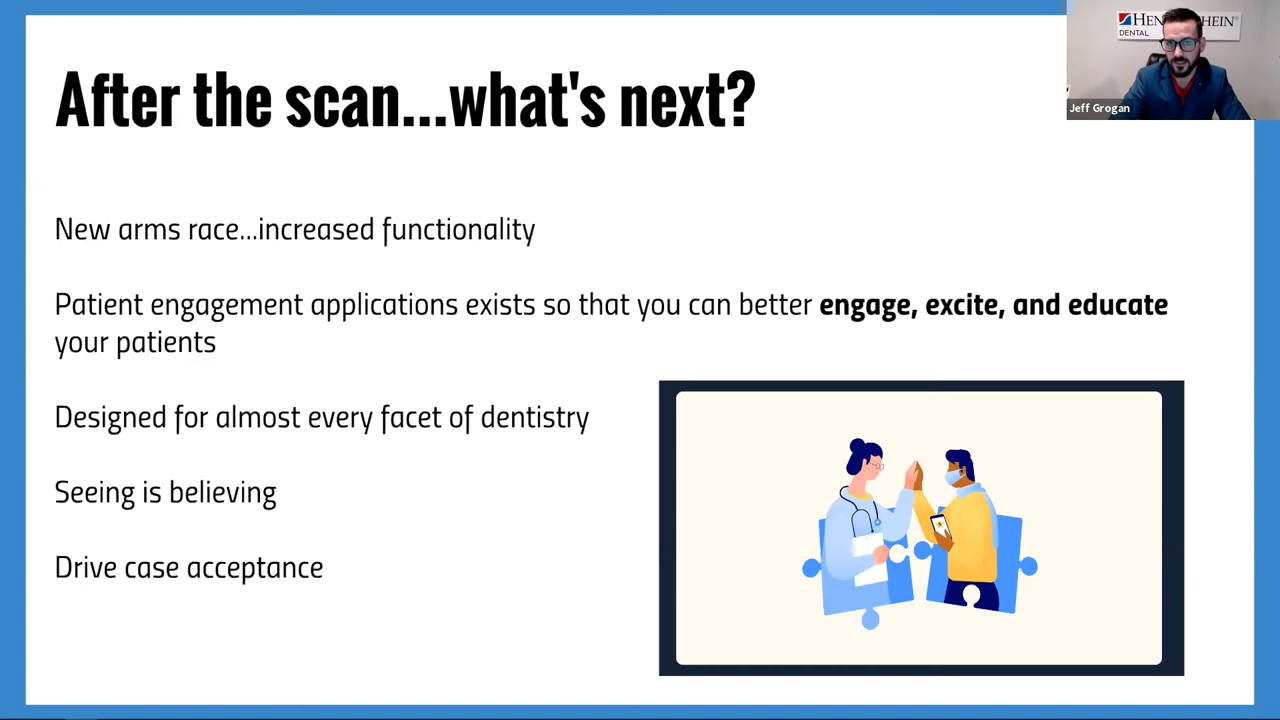 After the scan...what's next?
New arms race...increased functionality
Patient engagement applications exists so that you can better engage, excite, and educate
your patients
Designed for almost every facet of dentistry
Seeing is believing
Drive case acceptance
DENTAL
Jeff Grogan